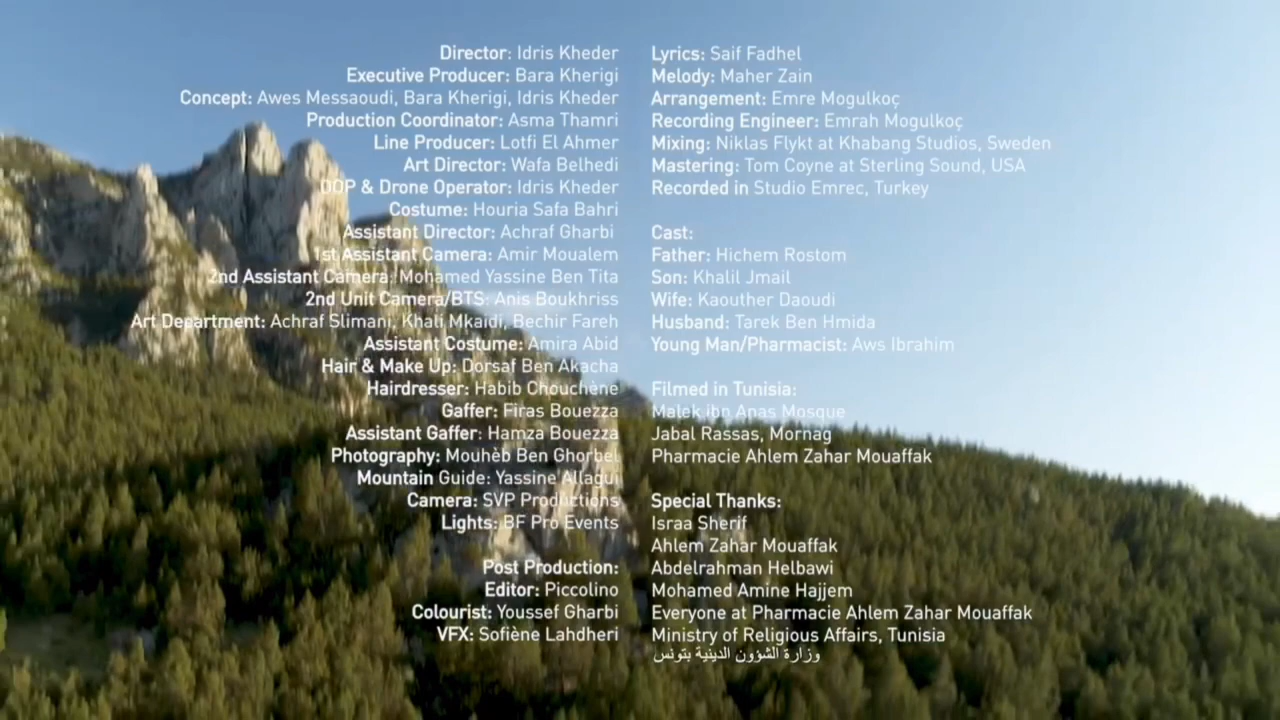 Director: Idris Kheder
Executive Producer: Bara Kherigi
Concept: Awes Messaoudi, Bara Kherigi, Idris Kheder
Production Coordinator: Asma Thamri
Line Producer: Lotfi El Ahmer
Art Director: Wafa Belhedi
DOP & Drone Operator: Idris Kheder
Costume: Houria Safa Bahri
Assistant Director: Achraf Gharbi
1st Assistant Camera: Amir Moualem
2nd Assistant Camera: Mohamed Yassine Ben Tita
2nd Unit Camera/BTS: Anis Boukhriss
Art Department: Achraf Slimani, Khali Mkaidi, Bechir Fareh
Assistant Costume: Amira Abid
Hair & Make Up: Dorsaf Ben Akacha
Hairdresser: Habib Chouchène
Gaffer: Firas Bouezza
Assistant Gaffer: Hamza Bouezza
Photography: Mouhèb Ben Ghorbel
Mountain Guide: Yassine Allagui
Camera: SVP Productions
Lights: BF Pro Events
Post Production:
Editor: Piccolino
Colourist: Youssef Gharbi
VFX: Sofiène Lahdheri
Lyrics: Saif Fadhel
Melody: Maher Zain
Arrangement: Emre Mogulkoç
Recording Engineer: Emrah Mogulkoç
Mixing: Niklas Flykt at Khabang Studios, Sweden
Mastering: Tom Coyne at Sterling Sound, USA
Recorded in Studio Emrec, Turkey
Cast:
Father: Hichem Rostom
Son: Khalil Jmail
Wife: Kaouther Daoudi
Husband: Tarek Ben Hmida
Young Man/Pharmacist: Aws Ibrahim
Filmed in Tunisia:
Malek ibn Anas Mosque
Jabal Rassas, Mornag
Pharmacie Ahlem Zahar Mouaffak
Special Thanks:
Israa Sherif
Ahlem Zahar Mouaffak
Abdelrahman Helbawi
Mohamed Amine Hajjem
Everyone at Pharmacie Ahlem Zahar Mouaffak
Ministry of Religious Affairs, Tunisia
وزارة الشؤون الدينية بتونس